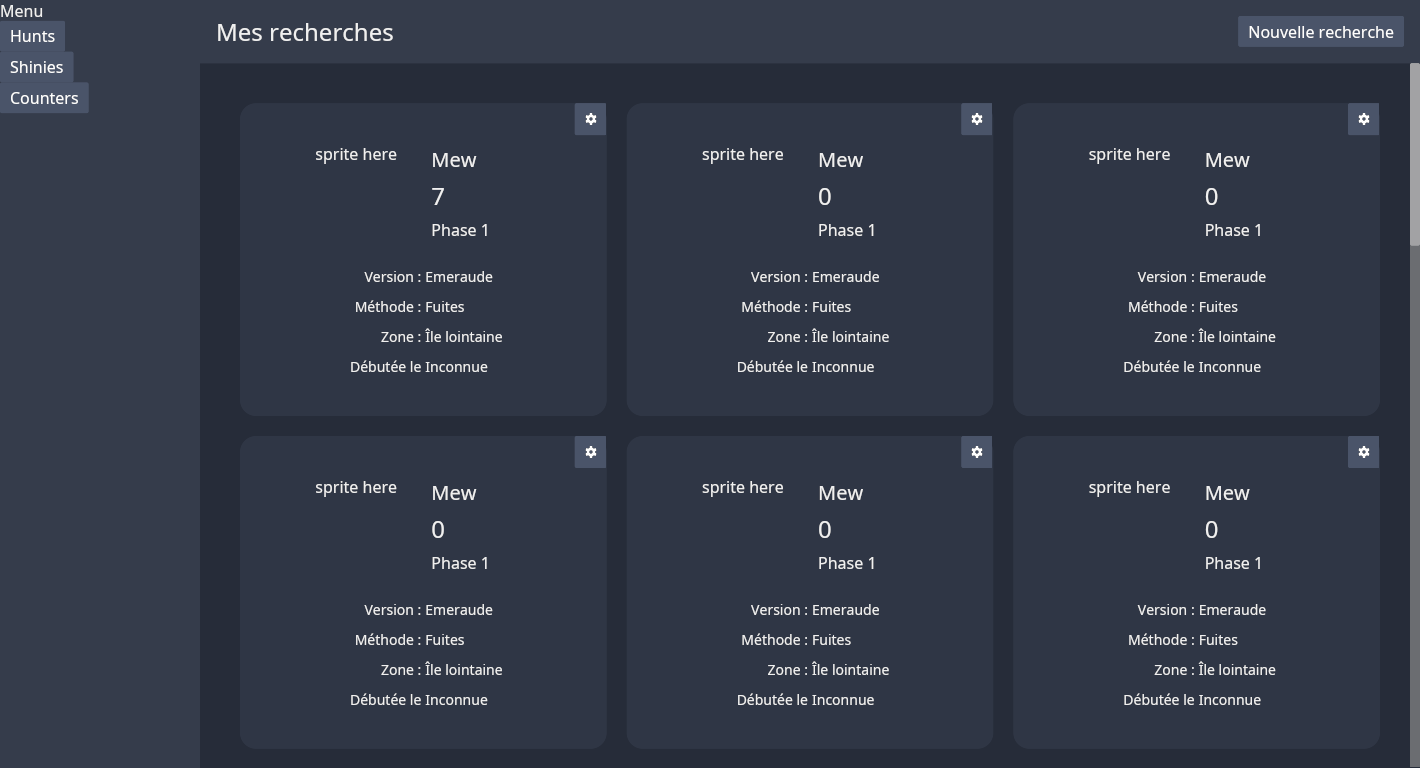 Menu
Hunts
Shinies
Counters
Mes recherches
Nouvelle recherche
sprite here
Mew
7
Phase 1
Version : Emeraude
Méthode : Fuites
Zone : Île lointaine
Débutée le Inconnue
sprite here
Mew
0
Phase 1
Version : Emeraude
Méthode : Fuites
Zone : Île lointaine
Débutée le Inconnue
sprite here
Mew
0
Phase 1
Version : Emeraude
Méthode : Fuites
Zone : Île lointaine
Débutée le Inconnue
sprite here
Mew
0
Phase 1
Version : Emeraude
Méthode : Fuites
Zone : Île lointaine
Débutée le Inconnue
sprite here
Mew
0
Phase 1
Version : Emeraude
Méthode : Fuites
Zone : Île lointaine
Débutée le Inconnue
sprite here
Mew
0
Phase 1
Version : Emeraude
Méthode : Fuites
Zone : Île lointaine
Débutée le Inconnue